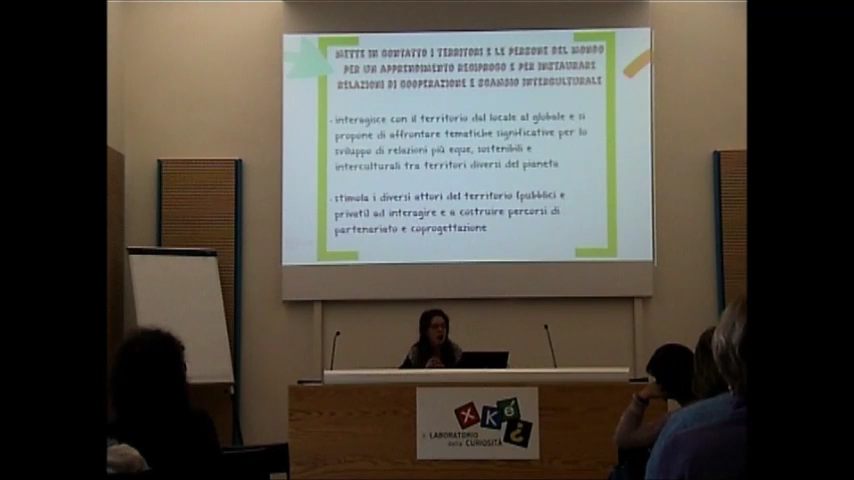 METTE IN CONTATTO I TERRITORI E LE PERSONE DEL MONDO
PER UN APPRENDIMENTO RECIPROCO E PER INSTAURARE
RELAZIONI DI COOPERAZIONE E SCAMBIO INTERCULTURALE
- interagisce con il territorio dal locale al globale e si
propone di affrontare tematiche significative per lo
sviluppo di relazioni più eque, sostenibili e
interculturali tra territori diversi del pianeta
- stimola i diversi attori del territorio (pubblici e
privati) ad interagire e a costruire percorsi di
partenariato e coprogettazione
X K é ¿
il LABORATORIO
della CURIOSITÀ